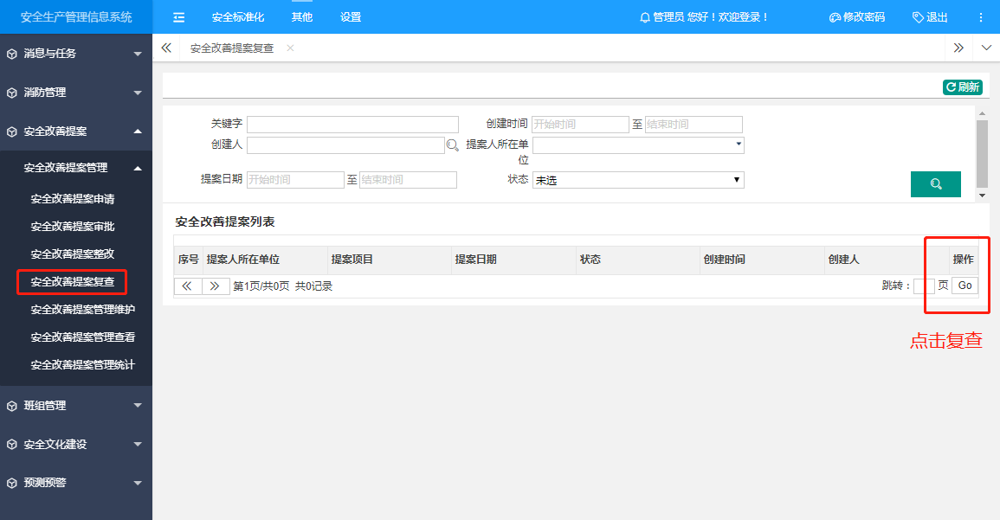 安全生产管理信息系统
安全标准化 其他 设置 管理员 您好！欢迎登录！ 修改密码 退出
消息与任务
消防管理
安全改善提案
安全改善提案管理
安全改善提案申请
安全改善提案审批
安全改善提案整改
安全改善提案复查
安全改善提案管理维护
安全改善提案管理查看
安全改善提案管理统计
班组管理
安全文化建设
预测预警
安全改善提案复查
刷新
关键字 创建时间 开始时间 至 结束时间
创建人 提案人所在单
位
提案日期 开始时间 至 结束时间 状态 未选
安全改善提案列表
序号 提案人所在单位 提案项目 提案日期 状态 创建时间 创建人 操作
第1页/共0页 共0记录 跳转： 页 Go
点击复查